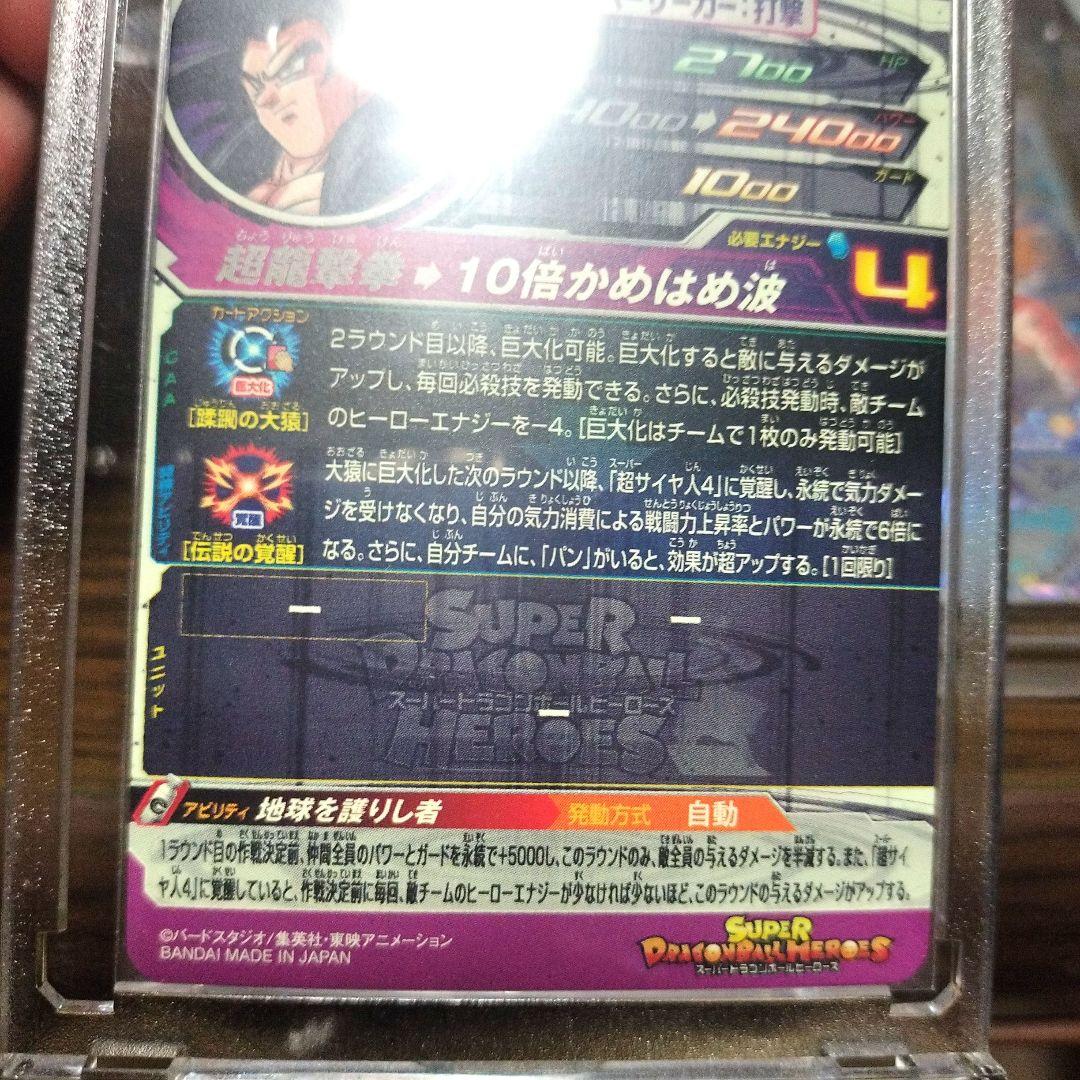 バーサーカー:打撃
2700
HP
4000➡24000
パワー
1000
ガード
必要エナジー 4
超龍撃拳➡10倍かめはめ波
カードアクション
巨大化
[蹂躙の大猿]
2ラウンド目以降、巨大化可能。巨大化すると敵に与えるダメージが
アップし、毎回必殺技を発動できる。さらに、必殺技発動時、敵チーム
のヒーローエナジーを-4。[巨大化はチームで1枚のみ発動可能]
CAA
覚醒
[伝説の覚醒]
大猿に巨大化した次のラウンド以降、「超サイヤ人4」に覚醒し、永続で気力ダメー
ジを受けなくなり、自分の気力消費による戦闘力上昇率とパワーが永続で6倍に
なる。さらに、自分チームに、「パン」がいると、効果が超アップする。[1回限り]
ユニット
SUPER
DRAGONBALL
スーパードラゴンボールヒーローズ
HEROES
アビリティ 地球を護りし者 発動方式 自動
1ラウンド目の作戦決定前、仲間全員のパワーとガードを永続で+5000し、このラウンドのみ、敵全員の与えるダメージを半減する。また、「超サイ
ヤ人4」に覚醒していると、作戦決定前に毎回、敵チームのヒーローエナジーが少なければ少ないほど、このラウンドの与えるダメージがアップする。
©バードスタジオ/集英社・東映アニメーション
BANDAI MADE IN JAPAN
SUPER
DRAGONBALL HEROES
スーパードラゴンボールヒーローズ